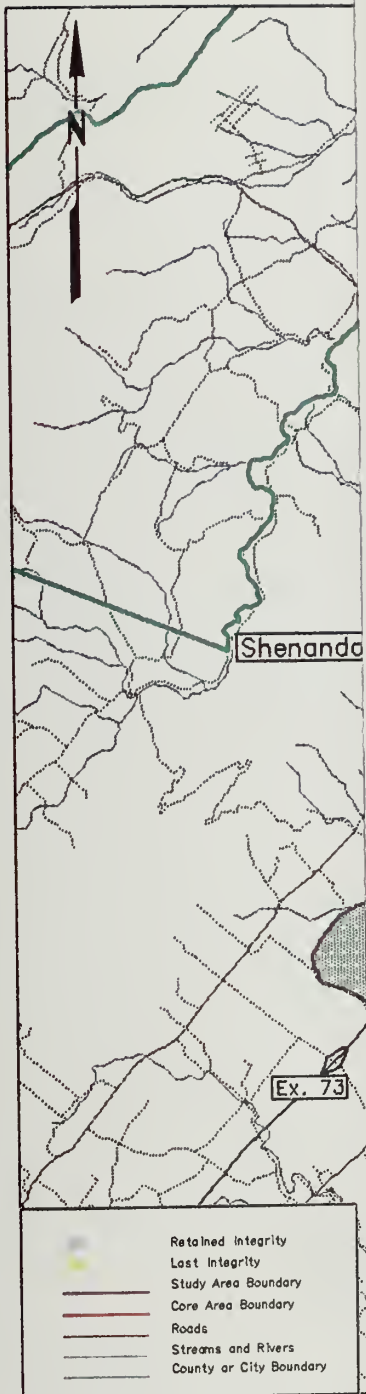 N
Shenando
Ex. 73
Retained Integrity
Lost Integrity
Study Area Boundary
Core Area Boundary
Roads
Streams and Rivers
County or City Boundary